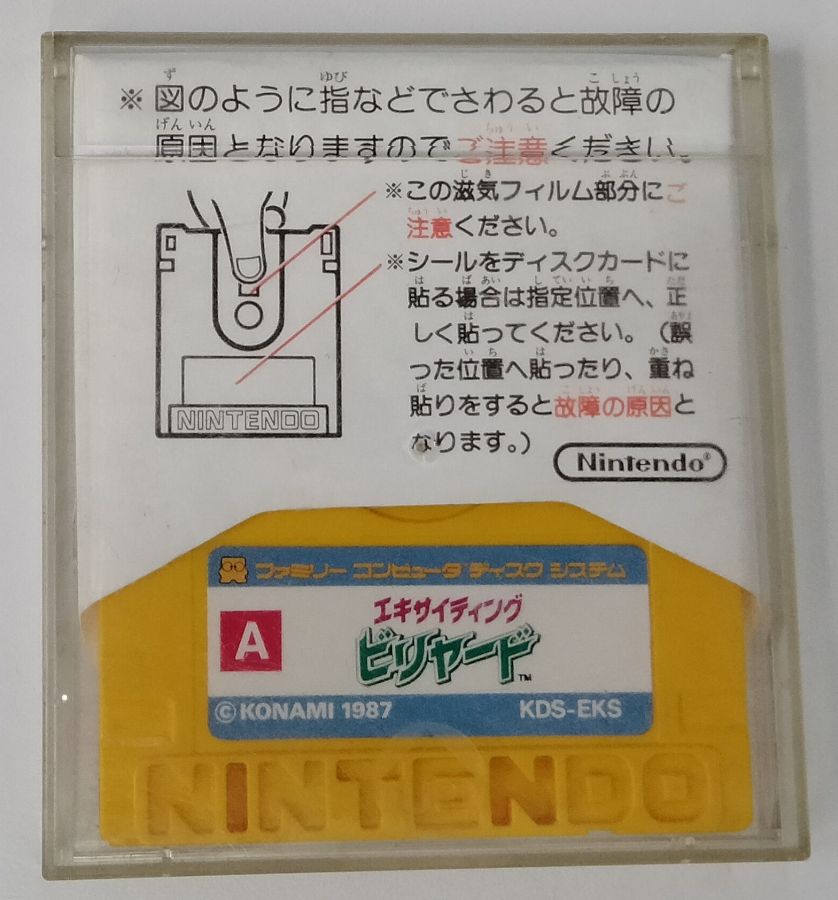 ※図のように指などでさわると故障の
原因となりますのでご注意ください。
※この滋気フィルム部分にご
注意ください。
※シールをディスクカードに
貼る場合は指定位置へ、正
しく貼ってください。（誤
った位置へ貼ったり、重ね
貼りをすると故障の原因と
なります。）
NINTENDO
Nintendo®
ファミリーコンピュータ™ディスクシステム
A
エキサイティング
ビリヤード™
©KONAMI 1987 KDS-EKS
NINTENDO